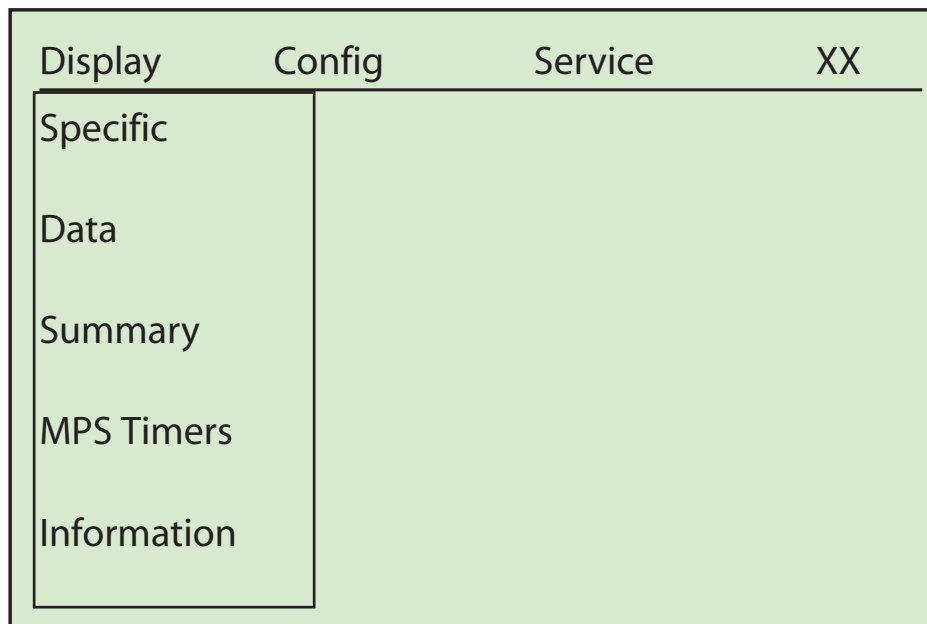 Display Config Service XX
Specific
Data
Summary
MPS Timers
Information